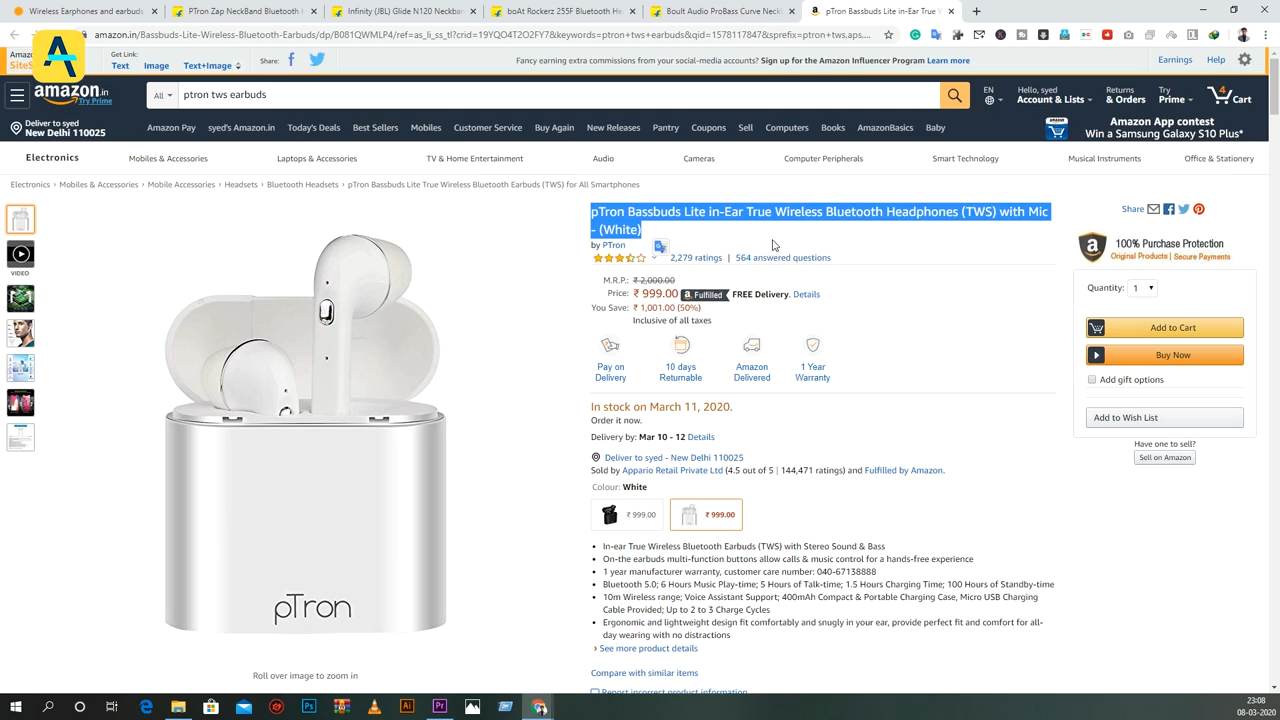 Wireless Earphones and earbuds
PTron Zap NeckBand Bluetooth H
Infinity (JBL) Glide N120 Neckban
boAt Rockerz 255F Bluetooth Hea
Boult Audio ProBass Curve Neckb
pTron Bassbuds Lite in-Ear True W
amazon.in/Bassbuds-Lite-Wireless-Bluetooth-Earbuds/dp/B081QWMLP4/ref=as_li_ss_tl?crid=19YQO4T2O2FY7&keywords=ptron+tws+earbuds&qid=1578117847&sprefix=ptron+tws,aps,...
Get Link:
Text Image Text+Image
Share:
Fancy earning extra commissions from your social-media accounts? Sign up for the Amazon Influencer Program Learn more
Earnings Help
amazon.in
Try Prime
All
ptron tws earbuds
EN
Hello, syed
Account & Lists
Returns
& Orders
Try
Prime
4
Cart
Deliver to syed
New Delhi 110025
Amazon Pay syed's Amazon.in Today's Deals Best Sellers Mobiles Customer Service Buy Again New Releases Pantry Coupons Sell Computers Books AmazonBasics Baby
Amazon App contest
Win a Samsung Galaxy S10 Plus*
Electronics Mobiles & Accessories Laptops & Accessories TV & Home Entertainment Audio Cameras Computer Peripherals Smart Technology Musical Instruments Office & Stationery
Electronics › Mobiles & Accessories › Mobile Accessories › Headsets › Bluetooth Headsets › pTron Bassbuds Lite True Wireless Bluetooth Earbuds (TWS) for All Smartphones
VIDEO
pTron
Roll over image to zoom in
pTron Bassbuds Lite in-Ear True Wireless Bluetooth Headphones (TWS) with Mic
- (White)
by PTron
2,279 ratings | 564 answered questions
M.R.P.: ₹ 2,000.00
Price: ₹ 999.00 Fulfilled FREE Delivery. Details
You Save: ₹ 1,001.00 (50%)
Inclusive of all taxes
Pay on
Delivery
10 days
Returnable
Amazon
Delivered
1 Year
Warranty
In stock on March 11, 2020.
Order it now.
Delivery by: Mar 10 - 12 Details
Deliver to syed - New Delhi 110025
Sold by Appario Retail Private Ltd (4.5 out of 5 | 144,471 ratings) and Fulfilled by Amazon.
Colour: White
₹ 999.00
₹ 999.00
• In-ear True Wireless Bluetooth Earbuds (TWS) with Stereo Sound & Bass
• On-the earbuds multi-function buttons allow calls & music control for a hands-free experience
• 1 year manufacturer warranty, customer care number: 040-67138888
• Bluetooth 5.0; 6 Hours Music Play-time; 5 Hours of Talk-time; 1.5 Hours Charging Time; 100 Hours of Standby-time
• 10m Wireless range; Voice Assistant Support; 400mAh Compact & Portable Charging Case, Micro USB Charging
Cable Provided; Up to 2 to 3 Charge Cycles
• Ergonomic and lightweight design fit comfortably and snugly in your ear, provide perfect fit and comfort for all-
day wearing with no distractions
› See more product details
Compare with similar items
Report incorrect product information
Share
100% Purchase Protection
Original Products | Secure Payments
Quantity: 1
Add to Cart
Buy Now
Add gift options
Add to Wish List
Have one to sell?
Sell on Amazon
23:08
08-03-2020